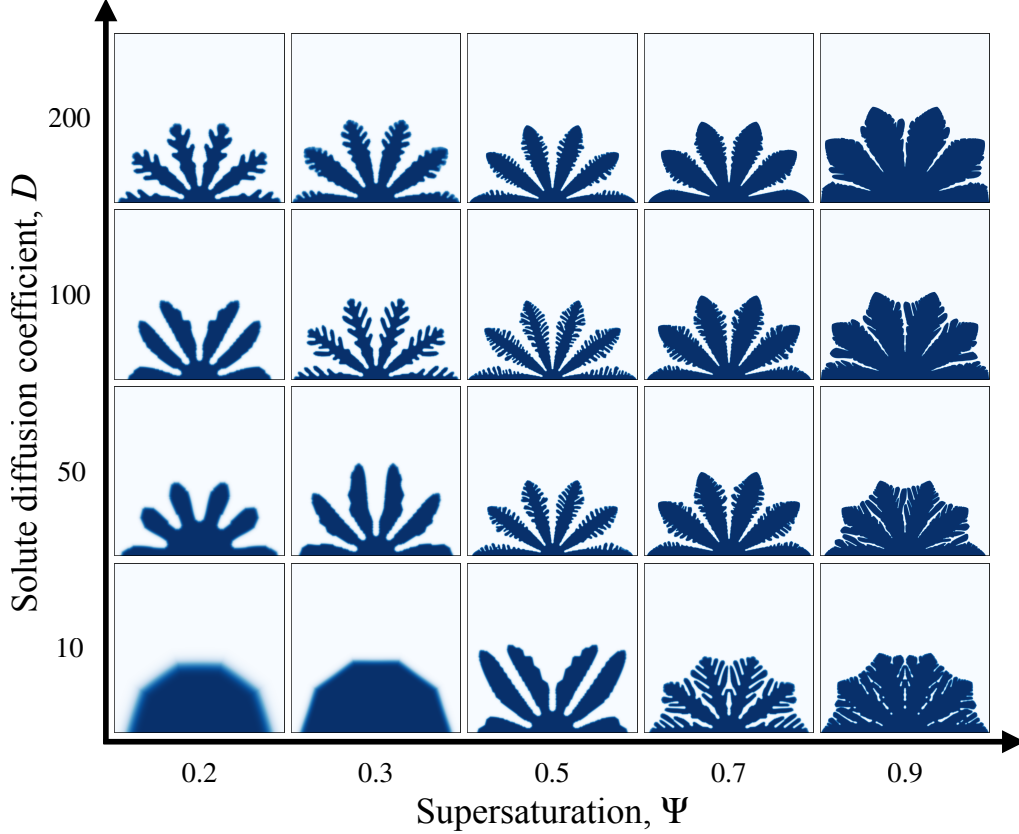 Solute diffusion coefficient, D
200
100
50
10
0.2 0.3 0.5 0.7 0.9
Supersaturation, Ψ